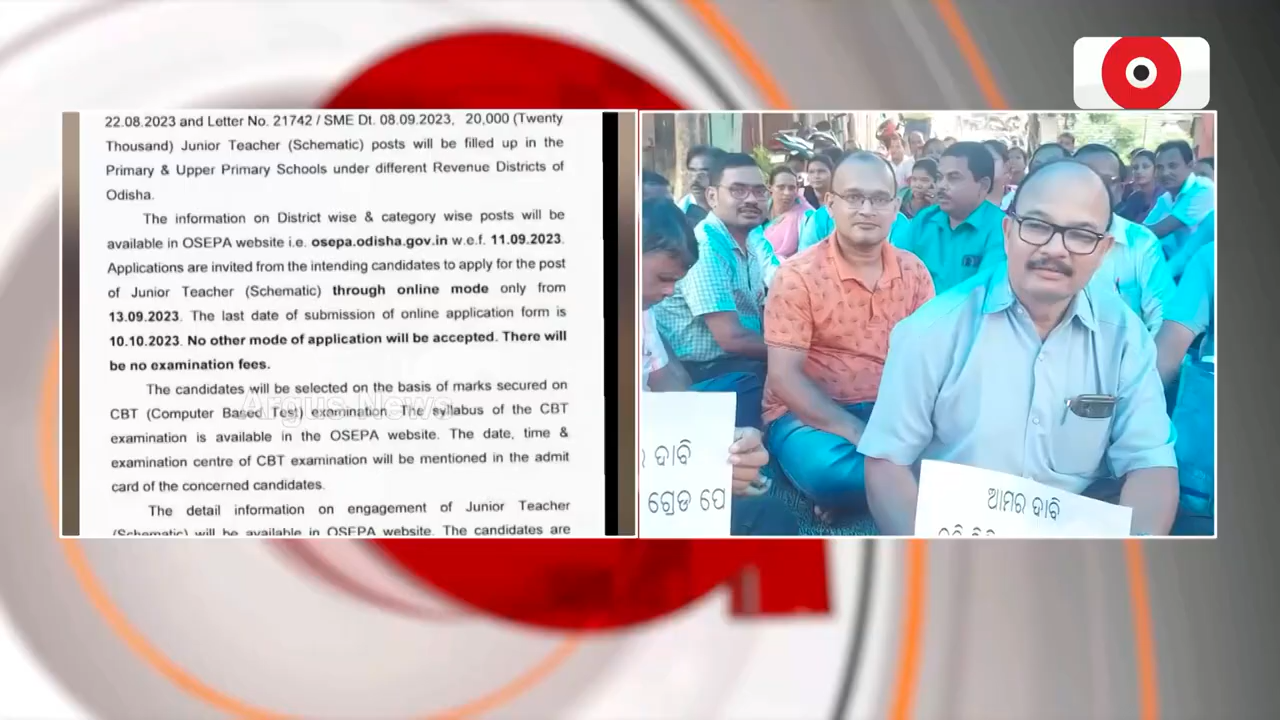 22.08.2023 and Letter No. 21742 / SME Dt. 08.09.2023, 20,000 (Twenty
Thousand) Junior Teacher (Schematic) posts will be filled up in the
Primary & Upper Primary Schools under different Revenue Districts of
Odisha.
The information on District wise & category wise posts will be
available in OSEPA website i.e. osepa.odisha.gov.in w.e.f. 11.09.2023.
Applications are invited from the intending candidates to apply for the post
of Junior Teacher (Schematic) through online mode only from
13.09.2023. The last date of submission of online application form is
10.10.2023. No other mode of application will be accepted. There will
be no examination fees.
The candidates will be selected on the basis of marks secured on
CBT (Computer Based Test) examination. The syllabus of the CBT
examination is available in the OSEPA website. The date, time &
examination centre of CBT examination will be mentioned in the admit
card of the concerned candidates.
The detail information on engagement of Junior Teacher
(Schematic) will be available in OSEPA website. The candidates are
Argus News
ଦାବି
ଗ୍ରେଡ ପେ
ଆମର ଦାବି